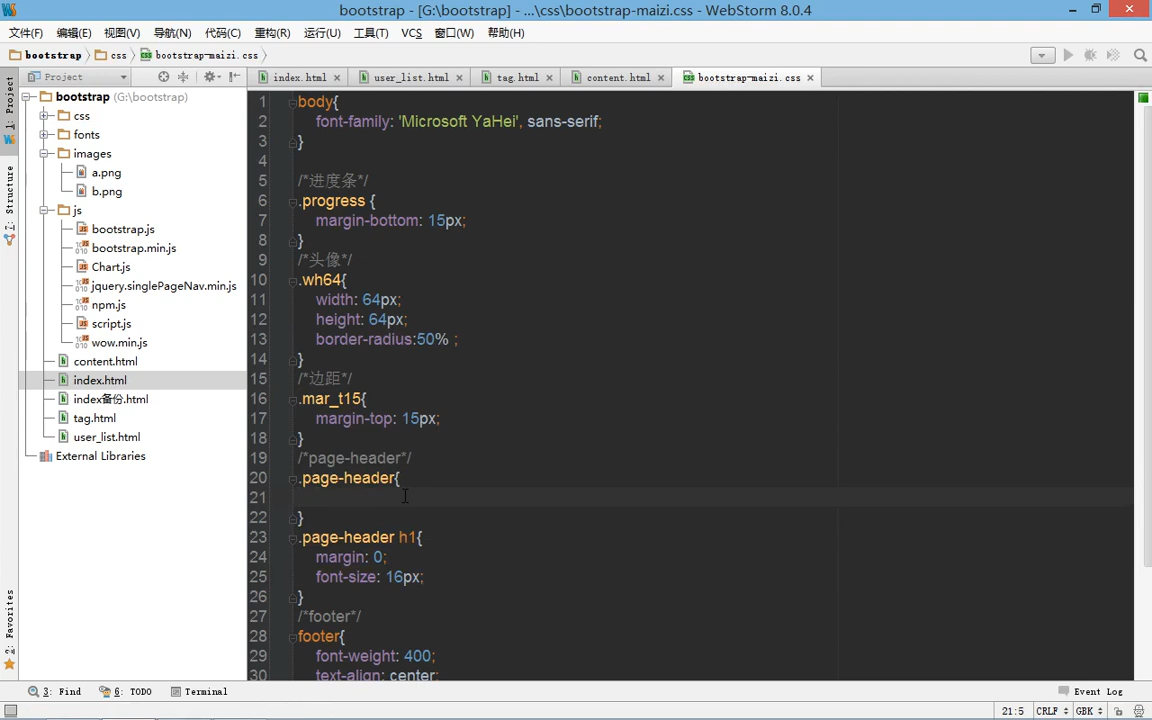 bootstrap - [G:\bootstrap] - ...\css\bootstrap-maizi.css - WebStorm 8.0.4
文件(F) 编辑(E) 视图(V) 导航(N) 代码(C) 重构(R) 运行(U) 工具(T) VCS 窗口(W) 帮助(H)
bootstrap css bootstrap-maizi.css
Project
index.html user_list.html tag.html content.html bootstrap-maizi.css
1: Project
7: Structure
2: Favorites
bootstrap (G:\bootstrap)
css
fonts
images
a.png
b.png
js
bootstrap.js
bootstrap.min.js
Chart.js
jquery.singlePageNav.min.js
npm.js
script.js
wow.min.js
content.html
index.html
index备份.html
tag.html
user_list.html
External Libraries
1 body{
2 font-family: 'Microsoft YaHei', sans-serif;
3 }
4
5 /*进度条*/
6 .progress {
7 margin-bottom: 15px;
8 }
9 /*头像*/
10 .wh64{
11 width: 64px;
12 height: 64px;
13 border-radius:50% ;
14 }
15 /*边距*/
16 .mar_t15{
17 margin-top: 15px;
18 }
19 /*page-header*/
20 .page-header{
21
22 }
23 .page-header h1{
24 margin: 0;
25 font-size: 16px;
26 }
27 /*footer*/
28 footer{
29 font-weight: 400;
30 text-align: center;
3: Find 6: TODO Terminal Event Log
21:5 CRLF GBK